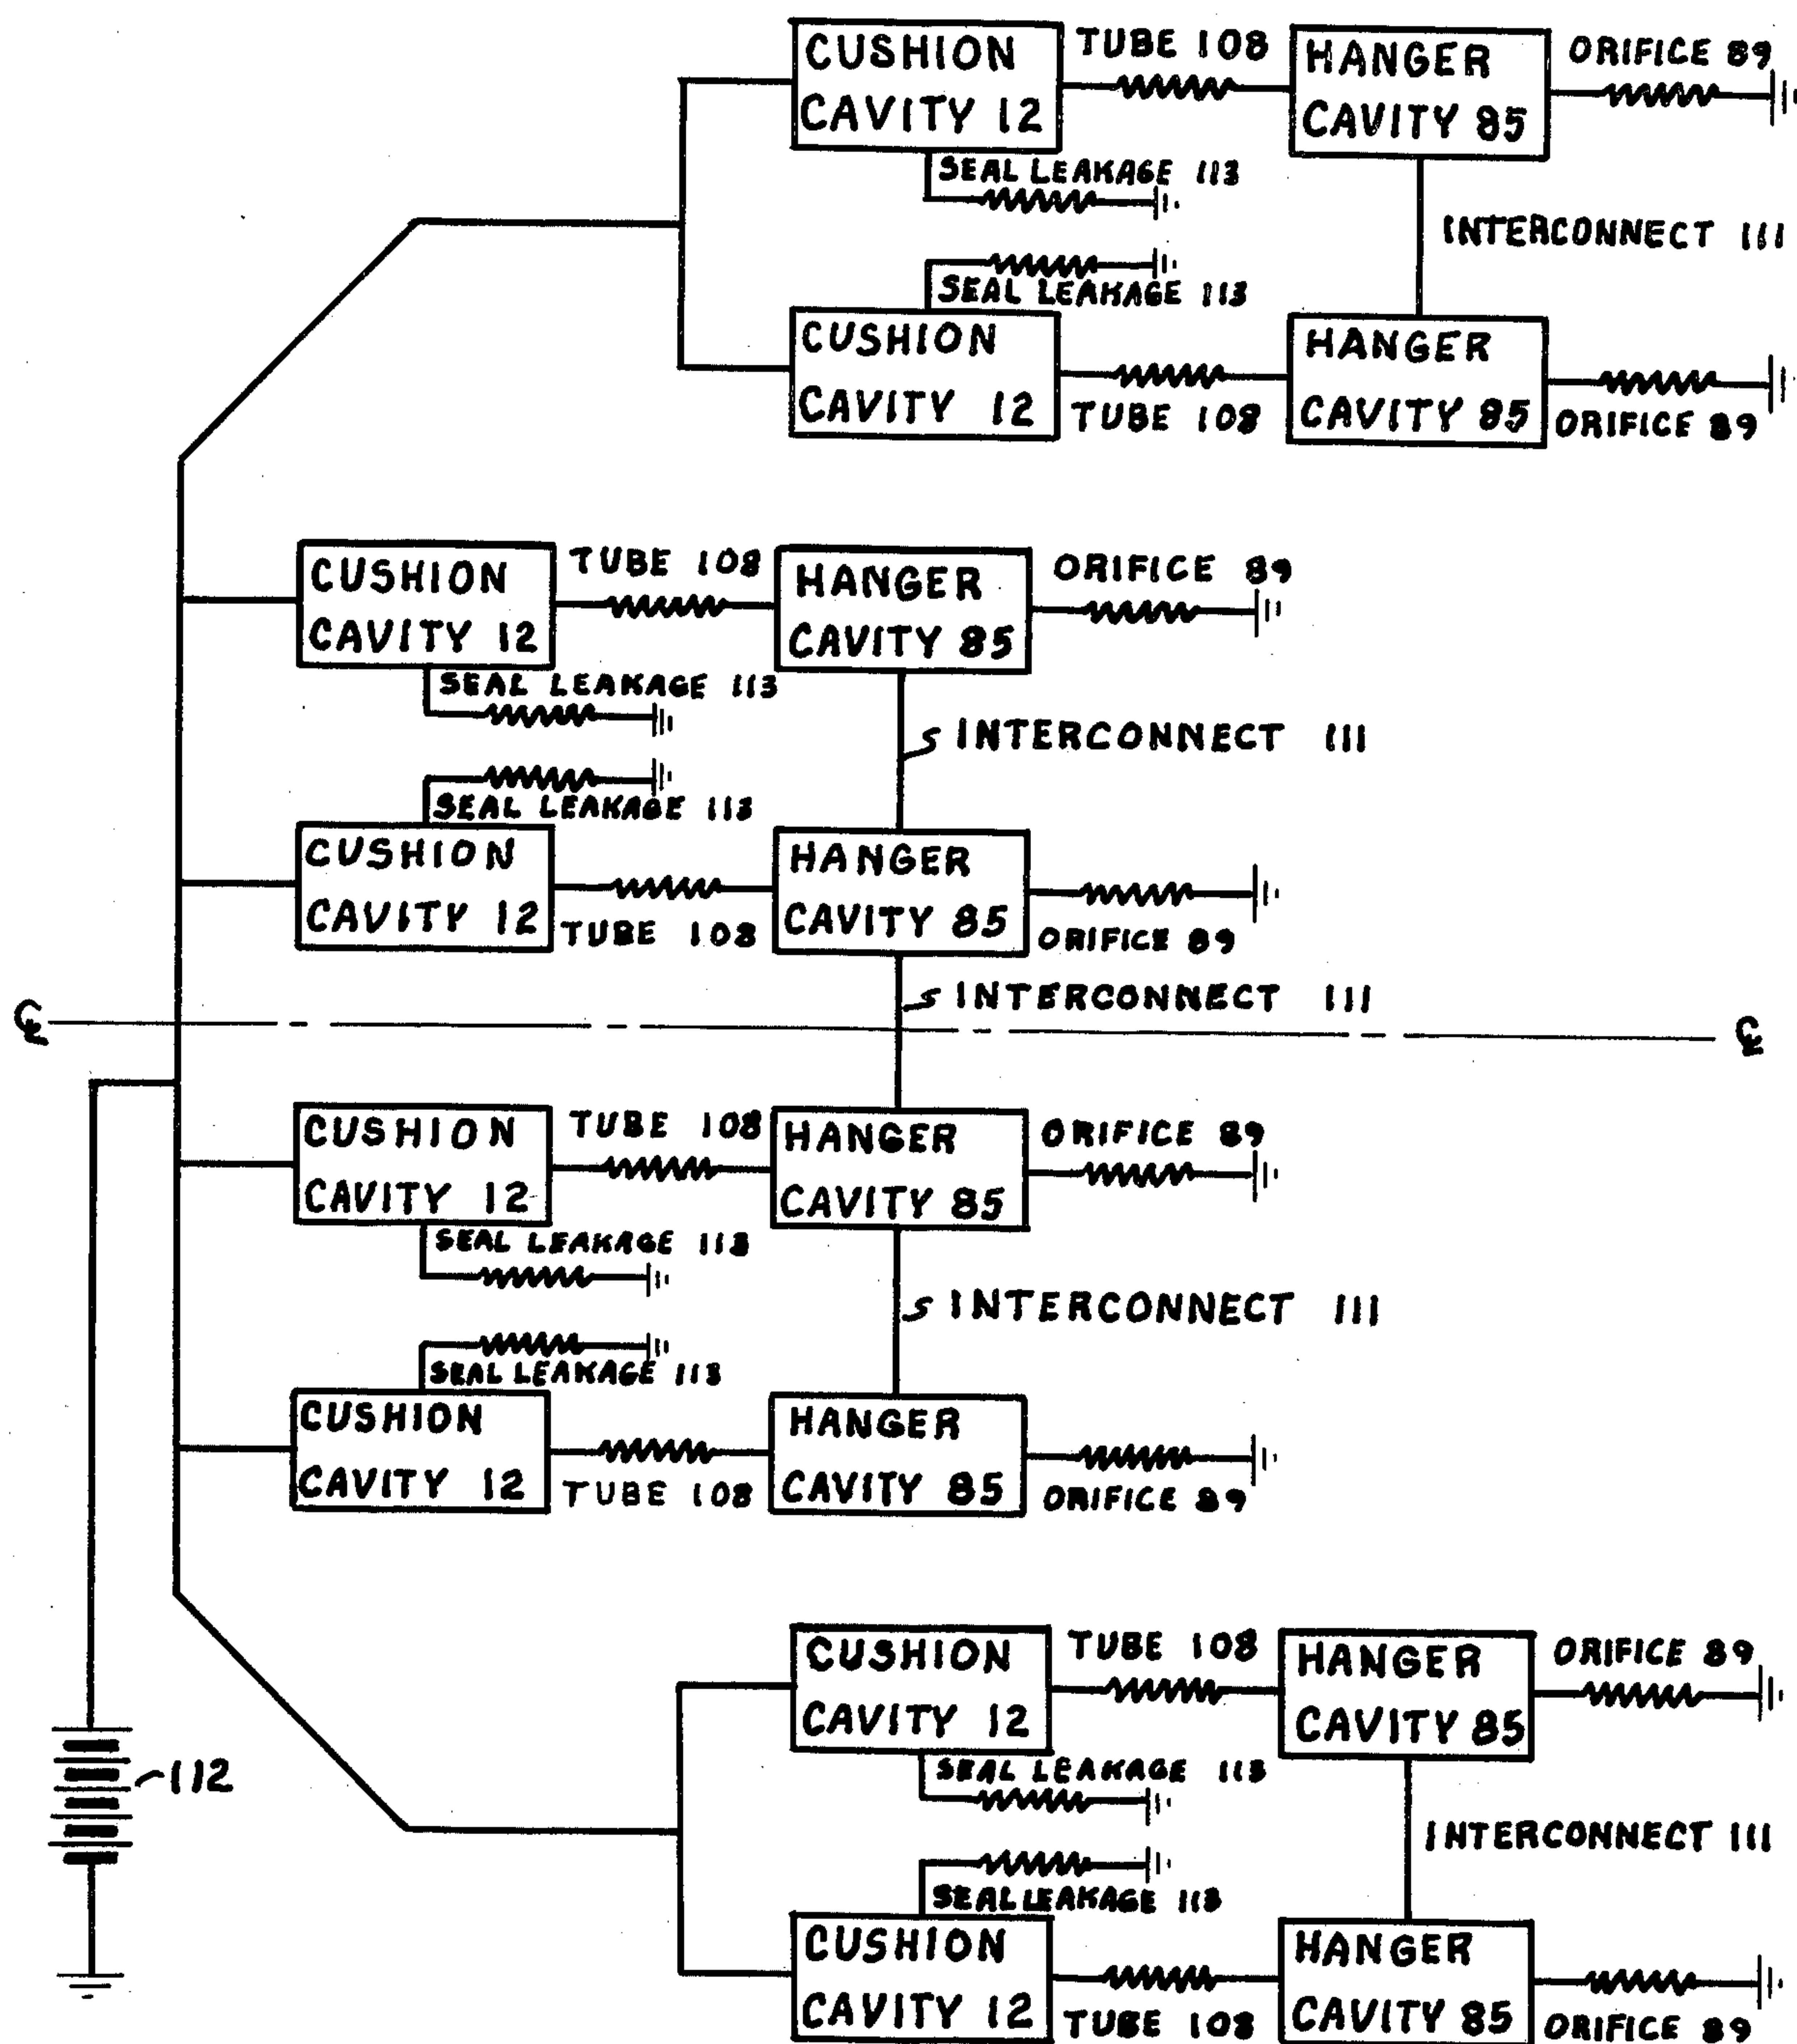 CUSHION
CAVITY 12
TUBE 108
HANGER
CAVITY 85
ORIFICE 89
SEAL LEAKAGE 113
INTERCONNECT 111
SEAL LEAKAGE 113
CUSHION
CAVITY 12
TUBE 108
HANGER
CAVITY 85
ORIFICE 89
CUSHION
CAVITY 12
TUBE 108
HANGER
CAVITY 85
ORIFICE 89
SEAL LEAKAGE 113
INTERCONNECT 111
SEAL LEAKAGE 113
CUSHION
CAVITY 12
TUBE 108
HANGER
CAVITY 85
ORIFICE 89
INTERCONNECT 111
℄ ℄
CUSHION
CAVITY 12
TUBE 108
HANGER
CAVITY 85
ORIFICE 89
SEAL LEAKAGE 113
INTERCONNECT 111
SEAL LEAKAGE 113
CUSHION
CAVITY 12
TUBE 108
HANGER
CAVITY 85
ORIFICE 89
CUSHION
CAVITY 12
TUBE 108
HANGER
CAVITY 85
ORIFICE 89
112
SEAL LEAKAGE 113
INTERCONNECT 111
SEAL LEAKAGE 113
CUSHION
CAVITY 12
TUBE 108
HANGER
CAVITY 85
ORIFICE 89